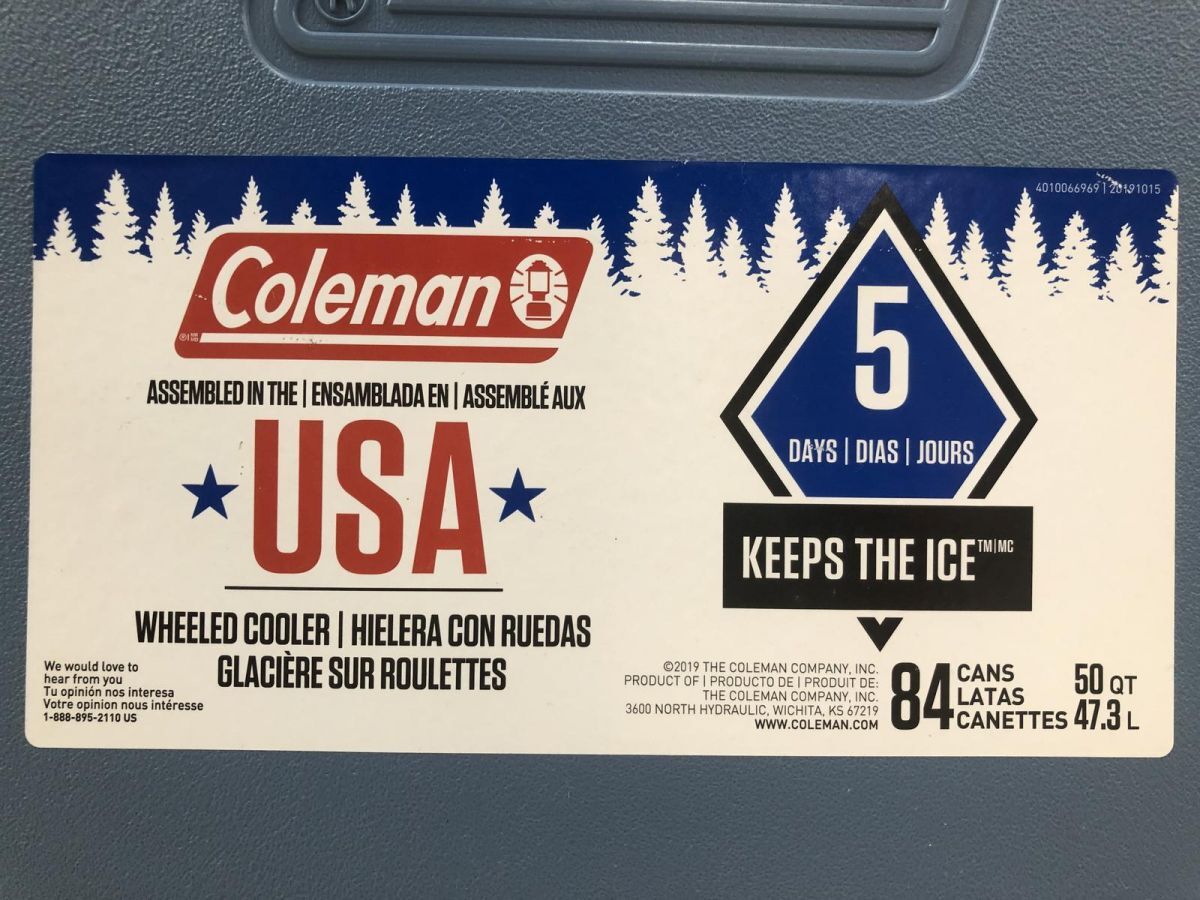 4010066969 | 20191015
Coleman
ASSEMBLED IN THE | ENSAMBLADA EN | ASSEMBLÉ AUX
USA
WHEELED COOLER | HIELERA CON RUEDAS
GLACIÈRE SUR ROULETTES
We would love to
hear from you
Tu opinión nos interesa
Votre opinion nous intéresse
1-888-895-2110 US
5
DAYS | DIAS | JOURS
KEEPS THE ICE™|MC
©2019 THE COLEMAN COMPANY, INC.
PRODUCT OF | PRODUCTO DE | PRODUIT DE:
THE COLEMAN COMPANY, INC.
3600 NORTH HYDRAULIC, WICHITA, KS 67219
WWW.COLEMAN.COM
84 CANS
LATAS
CANETTES
50 QT
47.3 L